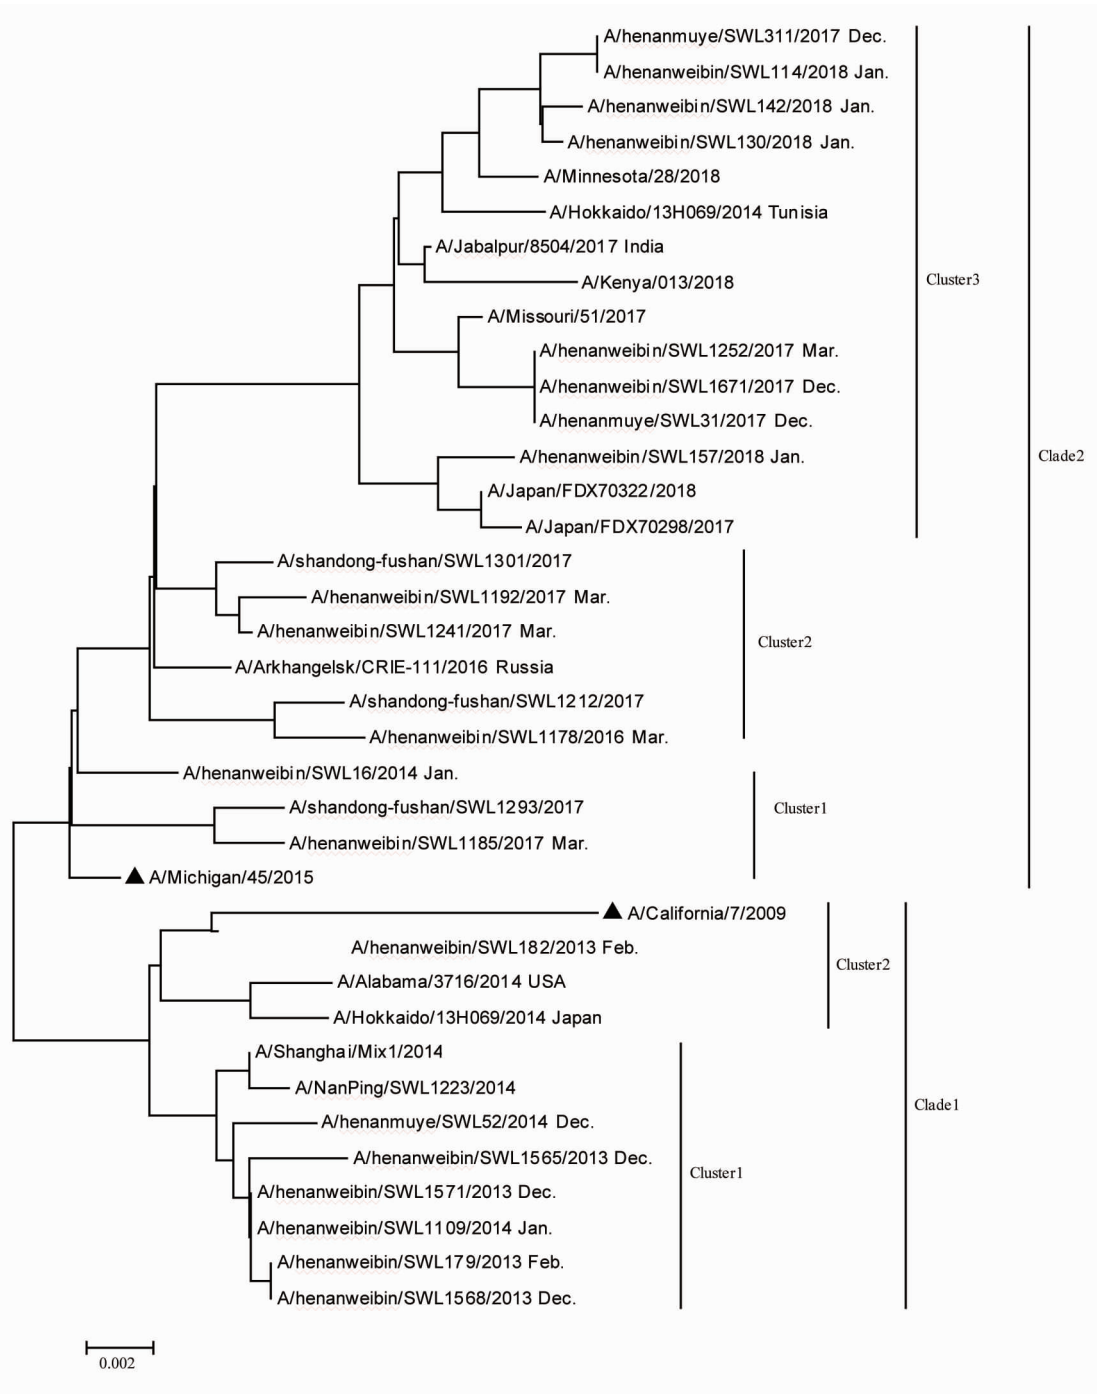 A/henanmuye/SWL311/2017 Dec.
A/henanweibin/SWL114/2018 Jan.
A/henanweibin/SWL142/2018 Jan.
A/henanweibin/SWL130/2018 Jan.
A/Minnesota/28/2018
A/Hokkaido/13H069/2014 Tunisia
A/Jabalpur/8504/2017 India
A/Kenya/013/2018
Cluster3
A/Missouri/51/2017
A/henanweibin/SWL1252/2017 Mar.
A/henanweibin/SWL1671/2017 Dec.
A/henanmuye/SWL31/2017 Dec.
A/henanweibin/SWL157/2018 Jan.
Clade2
A/Japan/FDX70322/2018
A/Japan/FDX70298/2017
A/shandong-fushan/SWL1301/2017
A/henanweibin/SWL1192/2017 Mar.
A/henanweibin/SWL1241/2017 Mar.
Cluster2
A/Arkhangelsk/CRIE-111/2016 Russia
A/shandong-fushan/SWL1212/2017
A/henanweibin/SWL1178/2016 Mar.
A/henanweibin/SWL16/2014 Jan.
A/shandong-fushan/SWL1293/2017
Cluster1
A/henanweibin/SWL1185/2017 Mar.
A/Michigan/45/2015
A/California/7/2009
A/henanweibin/SWL182/2013 Feb.
Cluster2
A/Alabama/3716/2014 USA
A/Hokkaido/13H069/2014 Japan
A/Shanghai/Mix1/2014
A/NanPing/SWL1223/2014
Clade1
A/henanmuye/SWL52/2014 Dec.
A/henanweibin/SWL1565/2013 Dec.
Cluster1
A/henanweibin/SWL1571/2013 Dec.
A/henanweibin/SWL1109/2014 Jan.
A/henanweibin/SWL179/2013 Feb.
A/henanweibin/SWL1568/2013 Dec.
0.002